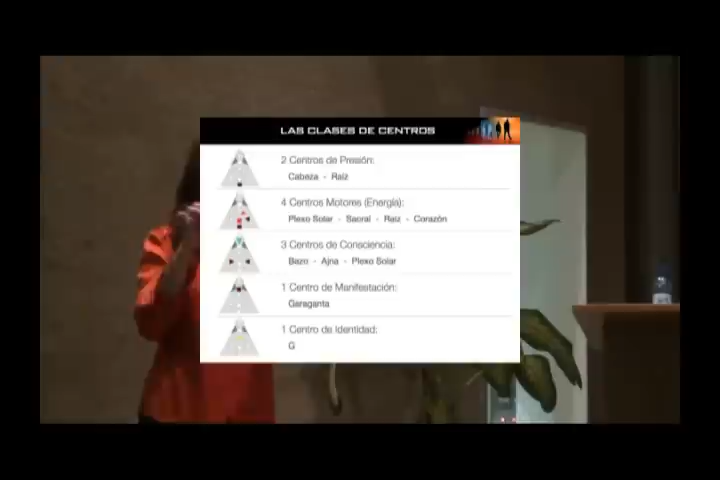 LAS CLASES DE CENTROS
2 Centros de Presión:
Cabeza - Raíz
4 Centros Motores (Energía):
Plexo Solar - Sacral - Raíz - Corazón
3 Centros de Consciencia:
Bazo - Ajna - Plexo Solar
1 Centro de Manifestación:
Garaganta
1 Centro de Identidad:
G